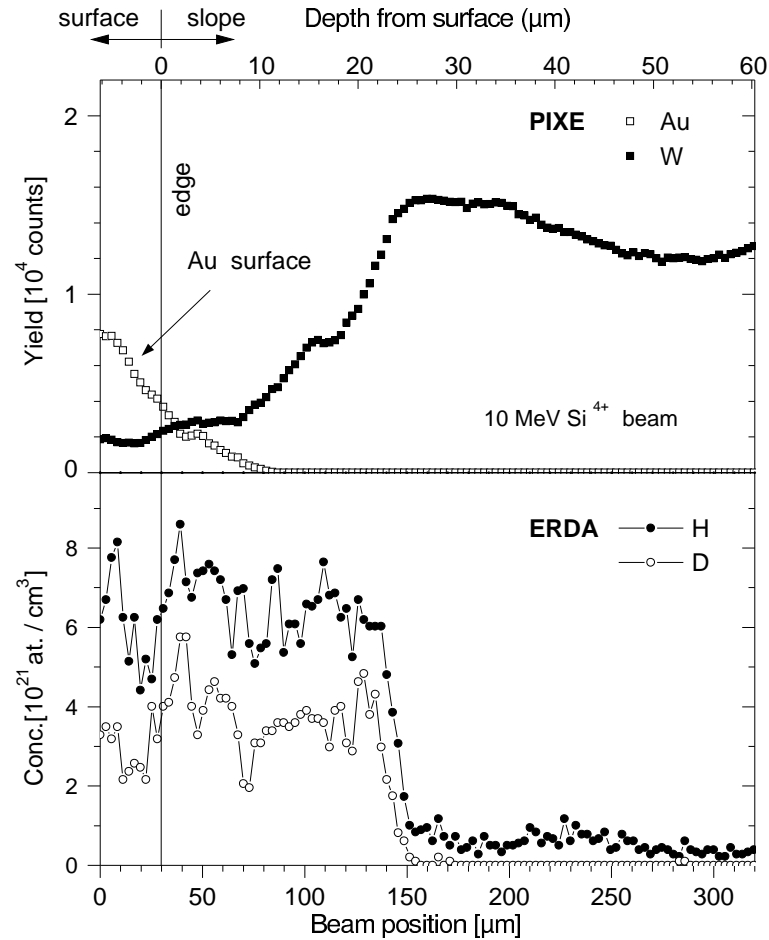 surface slope Depth from surface (μm)
0 10 20 30 40 50 60
2
1
0
Yield [10⁴ counts]
edge
Au surface
PIXE Au
W
10 MeV Si ⁴⁺ beam
8
6
4
2
0
Conc.[10²¹ at. / cm³]
ERDA H
D
0 50 100 150 200 250 300
Beam position [μm]